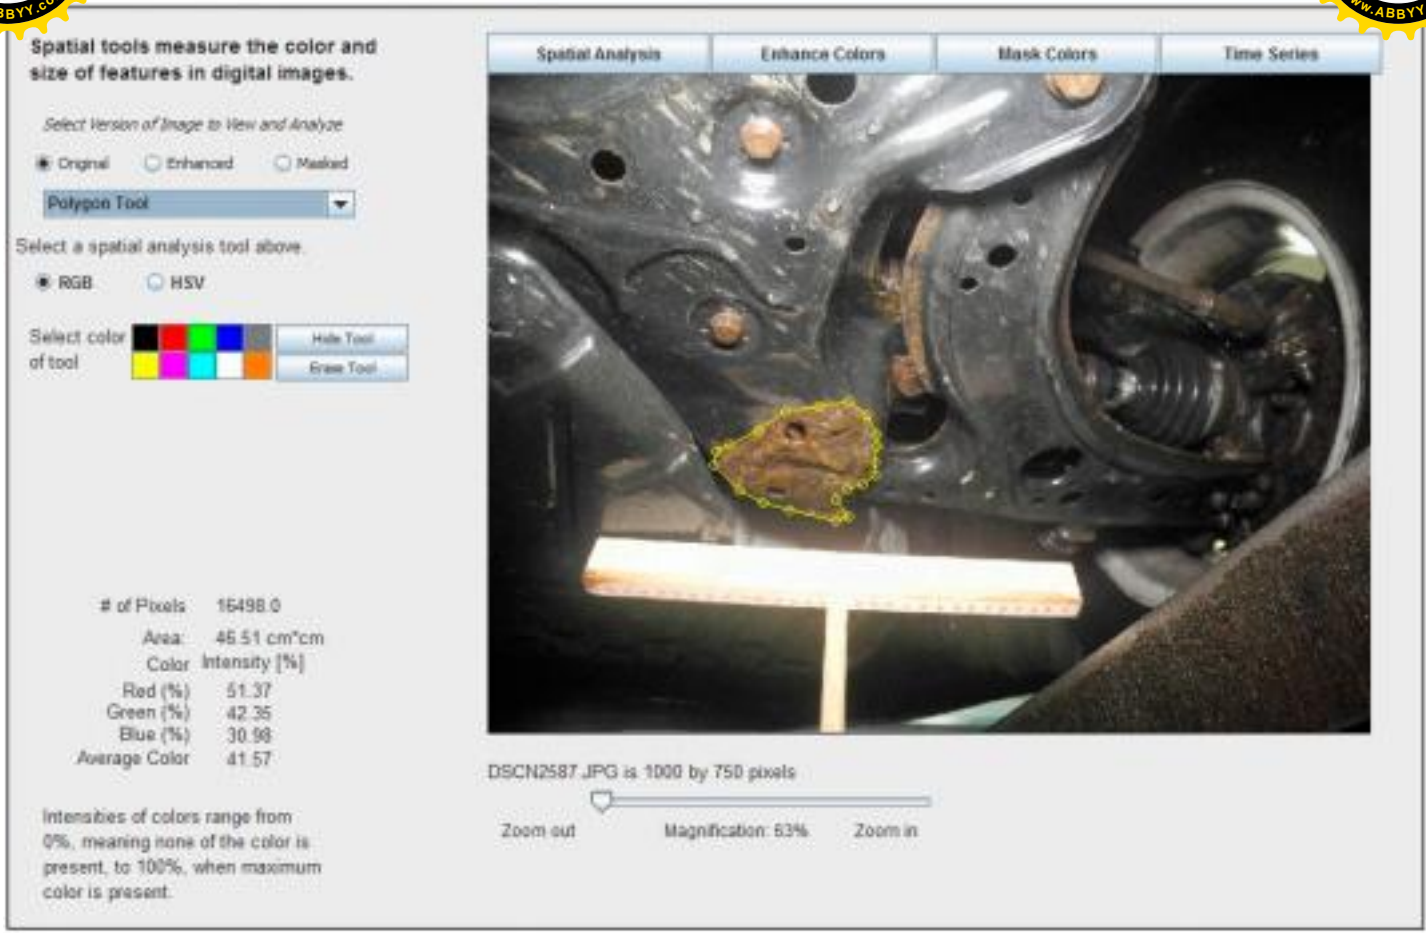 BBYY.co
WWW.ABBYY
Spatial tools measure the color and
size of features in digital images.
Select Version of Image to View and Analyze
Original Enhanced Masked
Polygon Tool
Select a spatial analysis tool above.
RGB HSV
Select color
of tool
Hide Tool
Erase Tool
# of Pixels 16498.0
Area: 46.51 cm*cm
Color Intensity [%]
Red (%) 51.37
Green (%) 42.35
Blue (%) 30.98
Average Color 41.57
Intensities of colors range from
0%, meaning none of the color is
present, to 100%, when maximum
color is present.
Spatial Analysis Enhance Colors Mask Colors Time Series
DSCN2587.JPG is 1000 by 750 pixels
Zoom out Magnification: 63% Zoom in